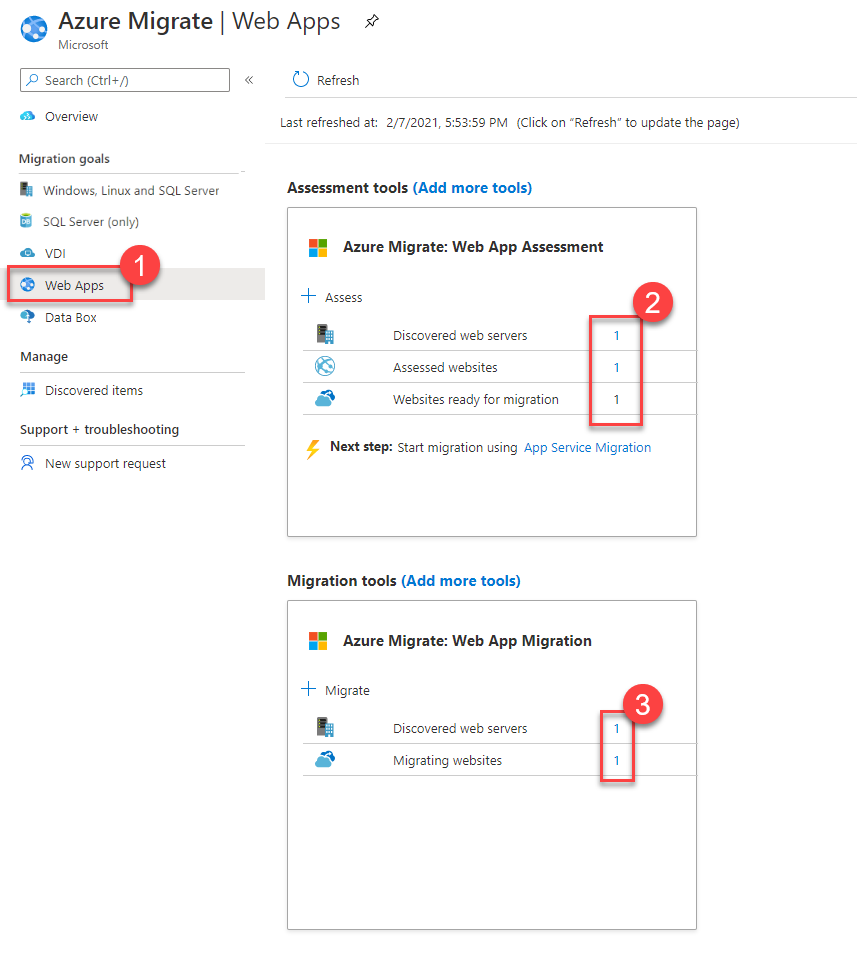 Azure Migrate | Web Apps
Microsoft
Search (Ctrl+/)
«
Refresh
Overview
Last refreshed at: 2/7/2021, 5:53:59 PM (Click on “Refresh” to update the page)
Migration goals
Windows, Linux and SQL Server
SQL Server (only)
VDI
Web Apps
1
Data Box
Manage
Discovered items
Support + troubleshooting
New support request
Assessment tools (Add more tools)
Azure Migrate: Web App Assessment
Assess
2
Discovered web servers 1
Assessed websites 1
Websites ready for migration 1
Next step: Start migration using App Service Migration
Migration tools (Add more tools)
Azure Migrate: Web App Migration
Migrate
3
Discovered web servers 1
Migrating websites 1